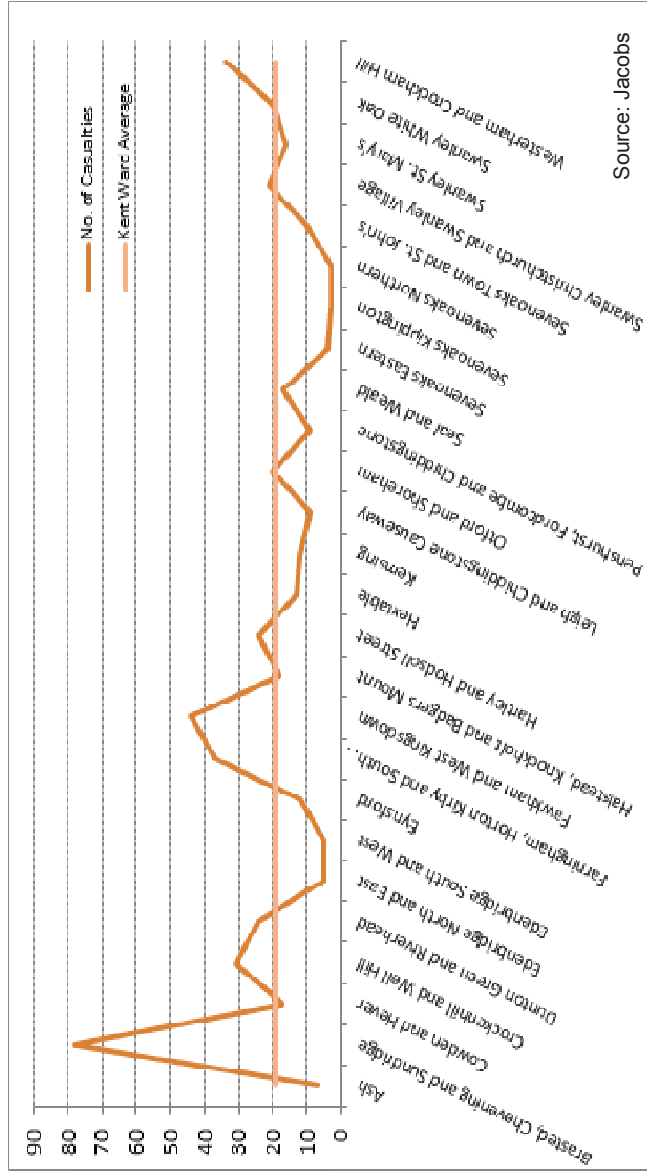 90
80
70
60
50
40
30
20
10
0
No. of Casualties
Kent Ward Average
Ash
Brasted, Chevening and Sundridge
Cowden and Hever
Crockenhill and Well Hill
Dunton Green and Riverhead
Edenbridge North and East
Edenbridge South and West
Eynsford
Farningham, Horton Kirby and South...
Fawkham and West Kingsdown
Halstead, Knockholt and Badgers Mount
Hartley and Hodsoll Street
Hextable
Kemsing
Leigh and Chiddingstone Causeway
Otford and Shoreham
Penshurst, Fordcombe and Chiddingstone
Seal and Weald
Sevenoaks Eastern
Sevenoaks Kippington
Sevenoaks Northern
Sevenoaks Town and St. John's
Swanley Christchurch and Swanley Village
Swanley St. Mary's
Swanley White Oak
Westerham and Crockham Hill
Source: Jacobs